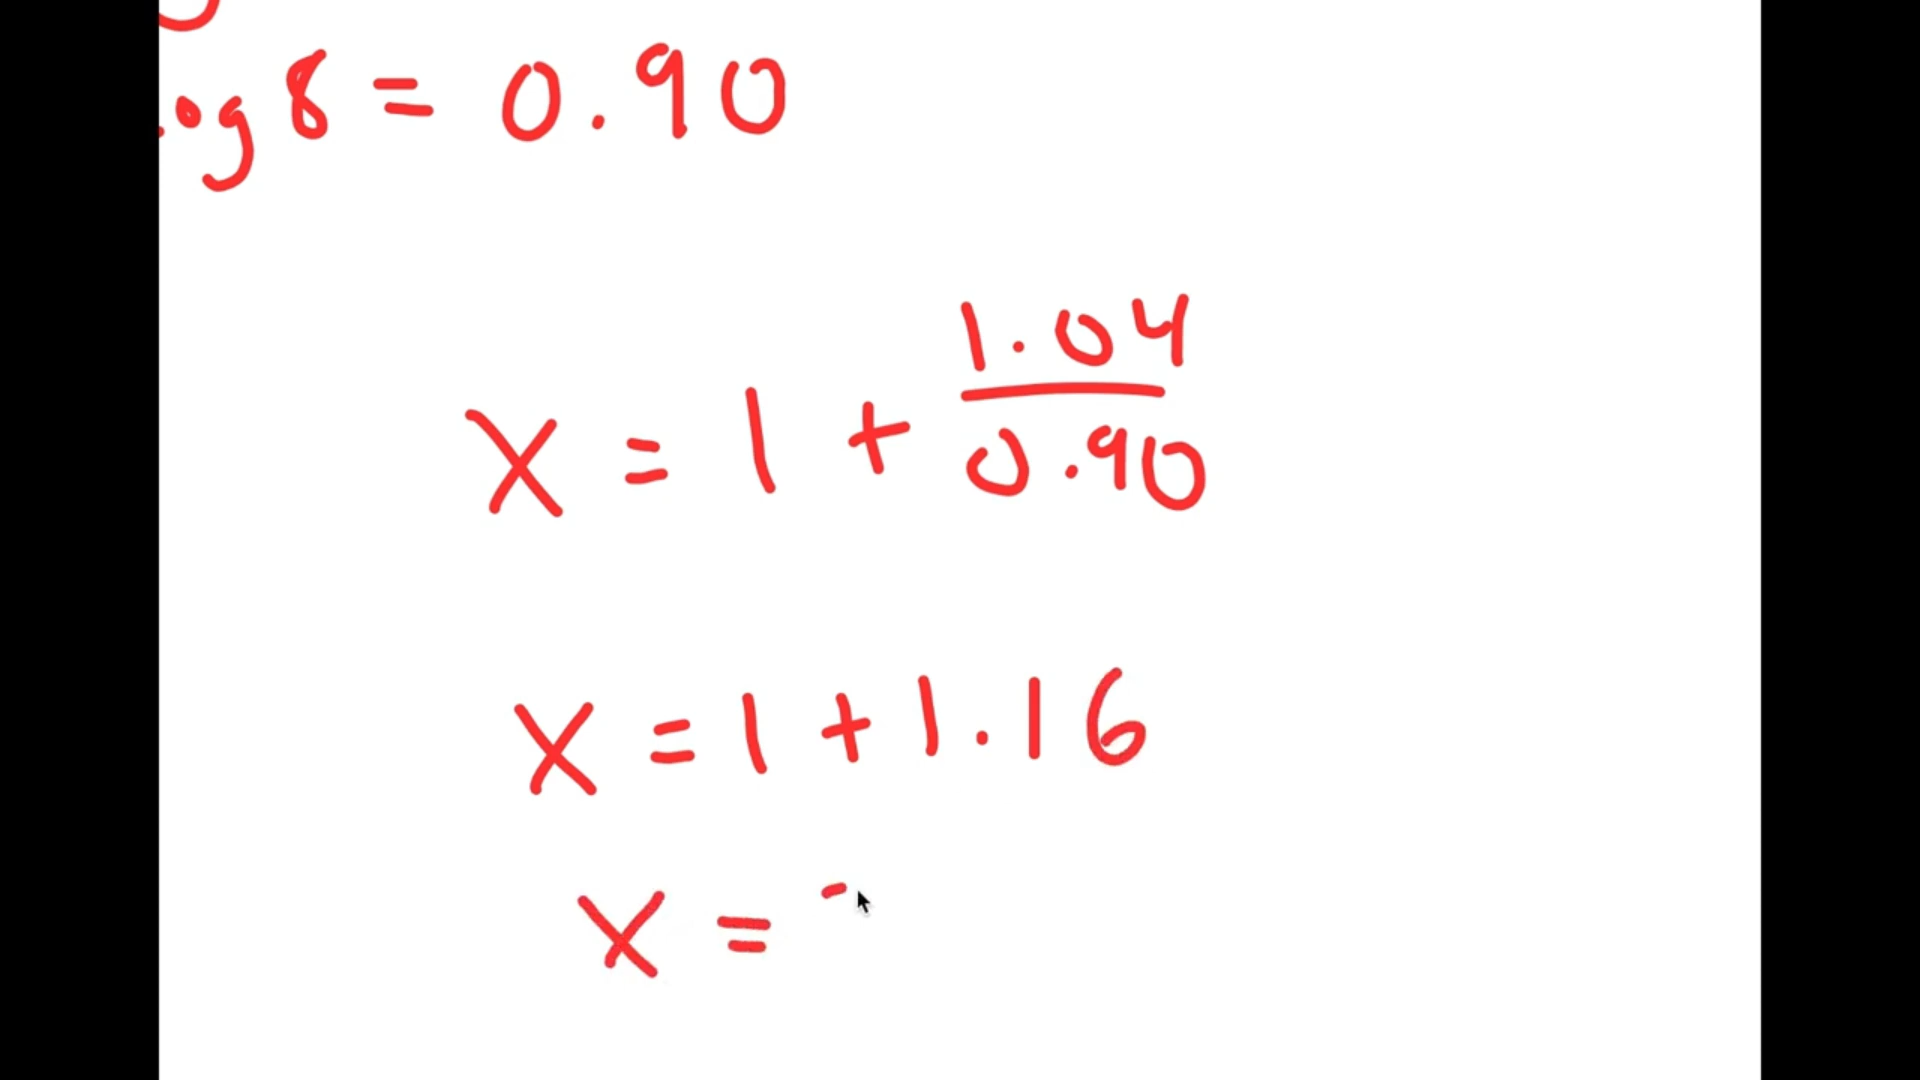 og 8 = 0.90
x = 1 + 1.04/0.90
x = 1 + 1.16
x =